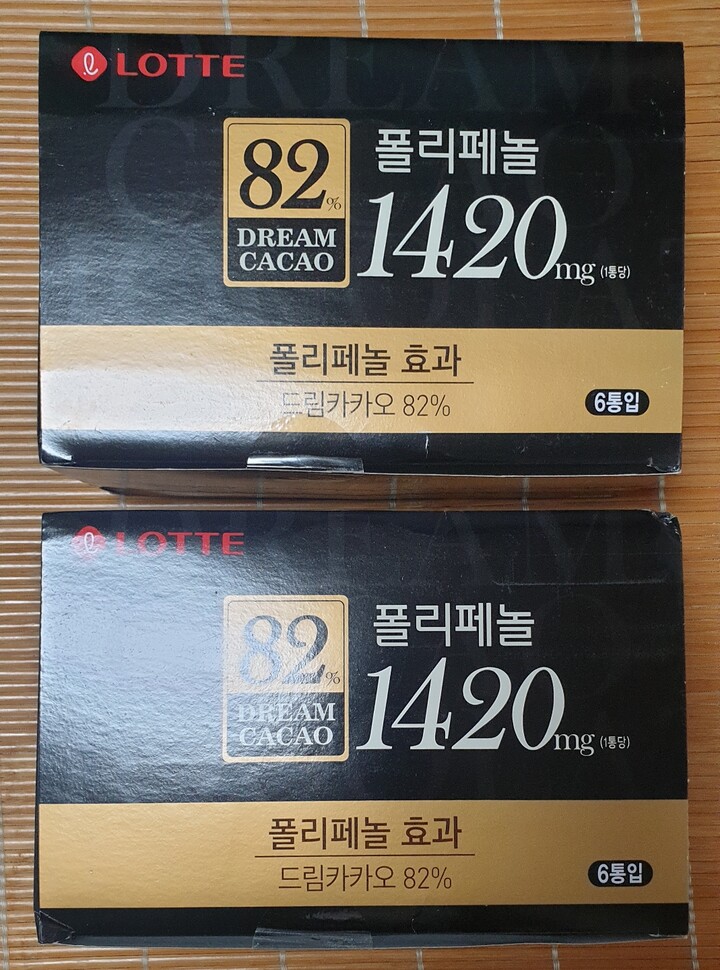 LOTTE
82%
DREAM
CACAO
폴리페놀
1420mg (1통당)
폴리페놀 효과
드림카카오 82%
6통입
LOTTE
82%
DREAM
CACAO
폴리페놀
1420mg (1통당)
폴리페놀 효과
드림카카오 82%
6통입